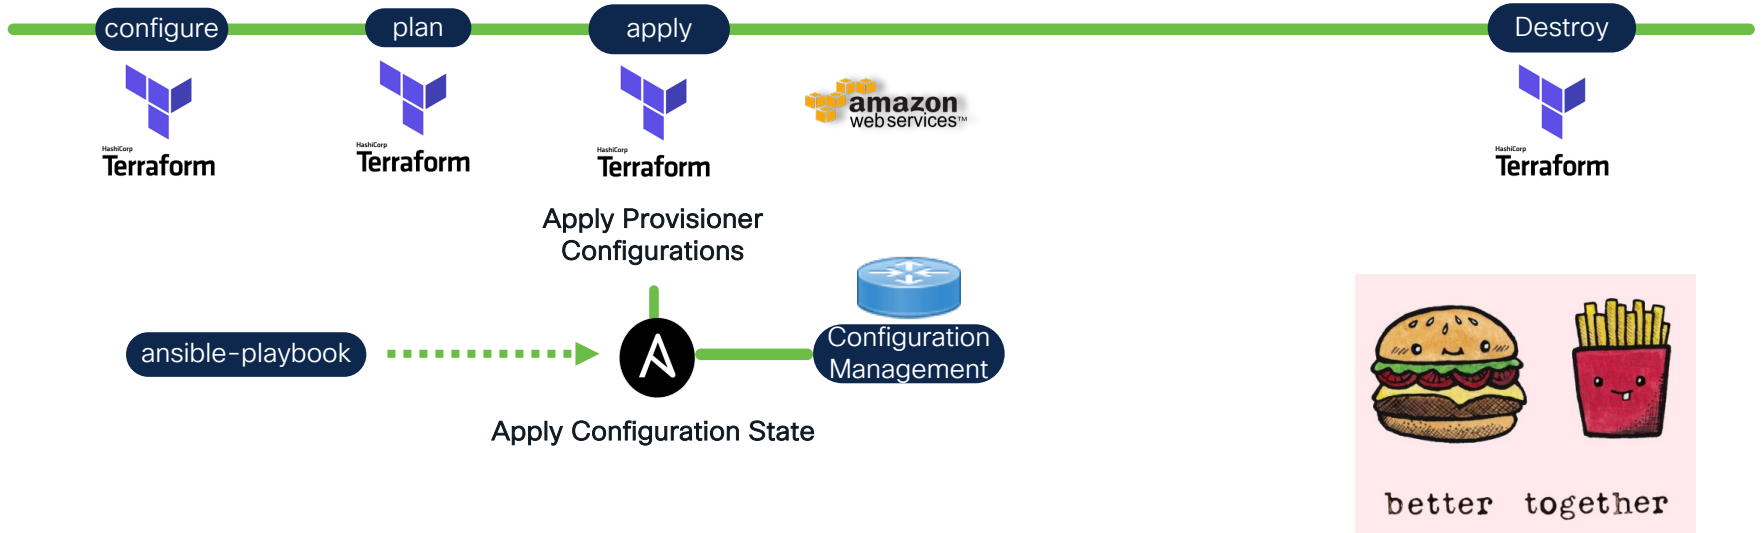 configure
plan
apply
Destroy
HashiCorp
Terraform
HashiCorp
Terraform
HashiCorp
Terraform
amazon
webservices™
HashiCorp
Terraform
Apply Provisioner
Configurations
ansible-playbook
A
Configuration
Management
Apply Configuration State
better together